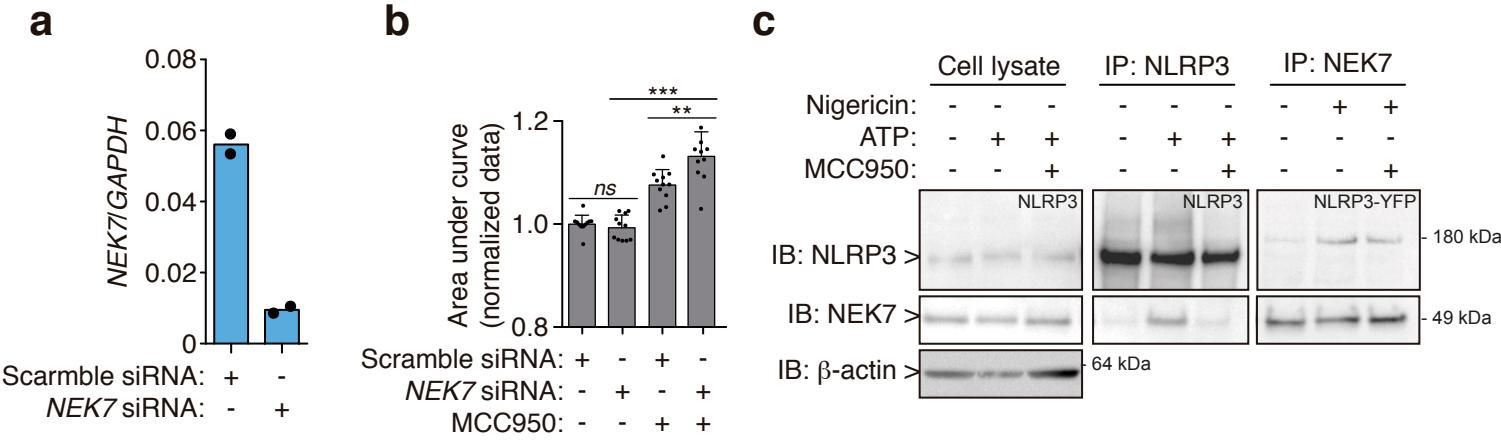 a
NEK7/GAPDH
0.08
0.06
0.04
0.02
0
Scarmble siRNA: + -
NEK7 siRNA: - +
b
Area under curve
(normalized data)
***
**
1.2
ns
1.0
0.8
Scramble siRNA: + - + -
NEK7 siRNA: - + - +
MCC950: - - + +
c
Cell lysate IP: NLRP3 IP: NEK7
Nigericin: - - - - - - - + +
ATP: - + + - + + - - -
MCC950: - - + - - + - - +
NLRP3 NLRP3 NLRP3-YFP
IB: NLRP3 > - 180 kDa
IB: NEK7 > - 49 kDa
IB: β-actin > - 64 kDa